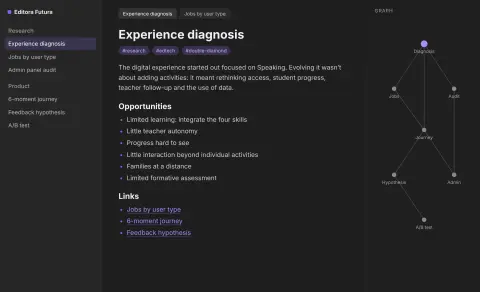 Editora Futura
Research
Experience diagnosis
Jobs by user type
Admin panel audit
Product
6-moment journey
Feedback hypothesis
A/B test
Experience diagnosis
Jobs by user type
Experience diagnosis
#research
#edtech
#double-diamond
The digital experience started out focused on Speaking. Evolving it wasn't
about adding activities: it meant rethinking access, student progress,
teacher follow-up and the use of data.
Opportunities
Limited learning: integrate the four skills
Little teacher autonomy
Progress hard to see
Little interaction beyond individual activities
Families at a distance
Limited formative assessment
Links
Jobs by user type
6-moment journey
Feedback hypothesis
GRAPH
Diagnosis
Jobs
Audit
Journey
Hypothesis
Admin
A/B test